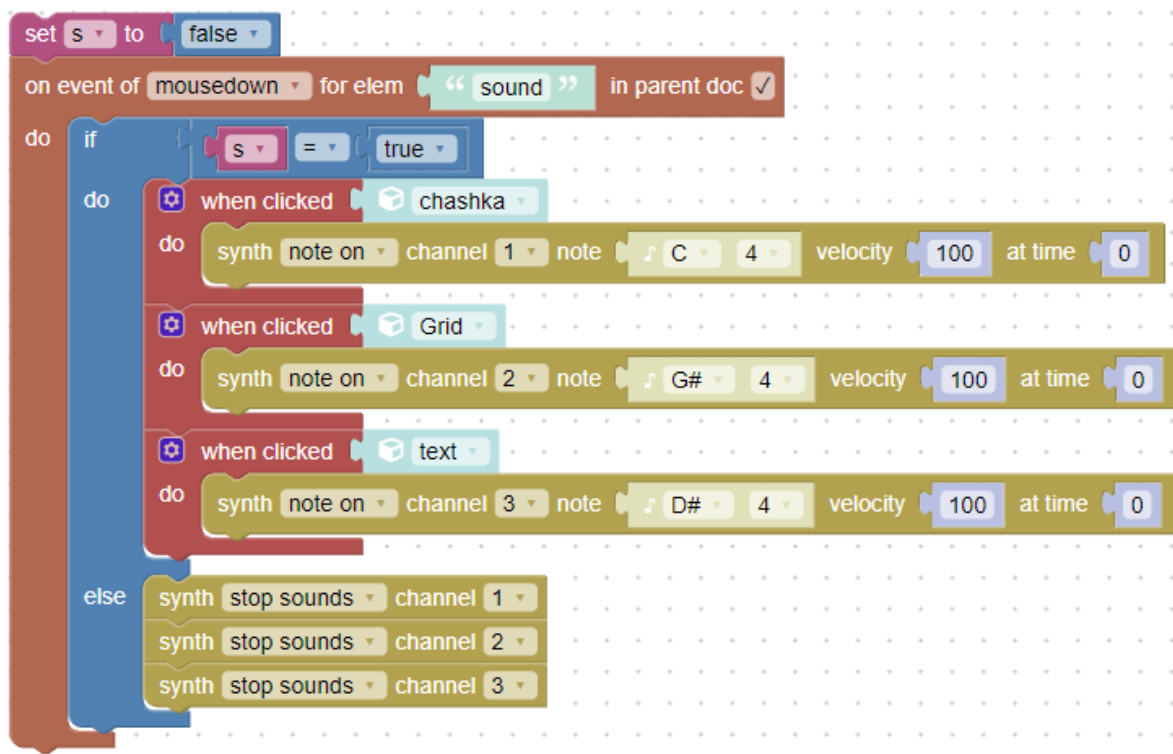 set s to false
on event of mousedown for elem “ sound ” in parent doc ✓
do if s = true
do when clicked chashka
do synth note on channel 1 note ♪ C 4 velocity 100 at time 0
when clicked Grid
do synth note on channel 2 note ♪ G# 4 velocity 100 at time 0
when clicked text
do synth note on channel 3 note ♪ D# 4 velocity 100 at time 0
else synth stop sounds channel 1
synth stop sounds channel 2
synth stop sounds channel 3